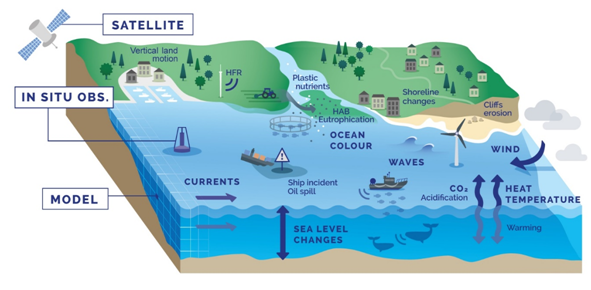 SATELLITE
Vertical land
motion
HFR
Plastic
nutrients
IN SITU OBS.
HAB
Eutrophication
Shoreline
changes
Cliffs
erosion
OCEAN
COLOUR
WAVES
WIND
MODEL
CURRENTS
Ship incident
Oil spill
CO₂
Acidification
HEAT
TEMPERATURE
SEA LEVEL
CHANGES
Warming